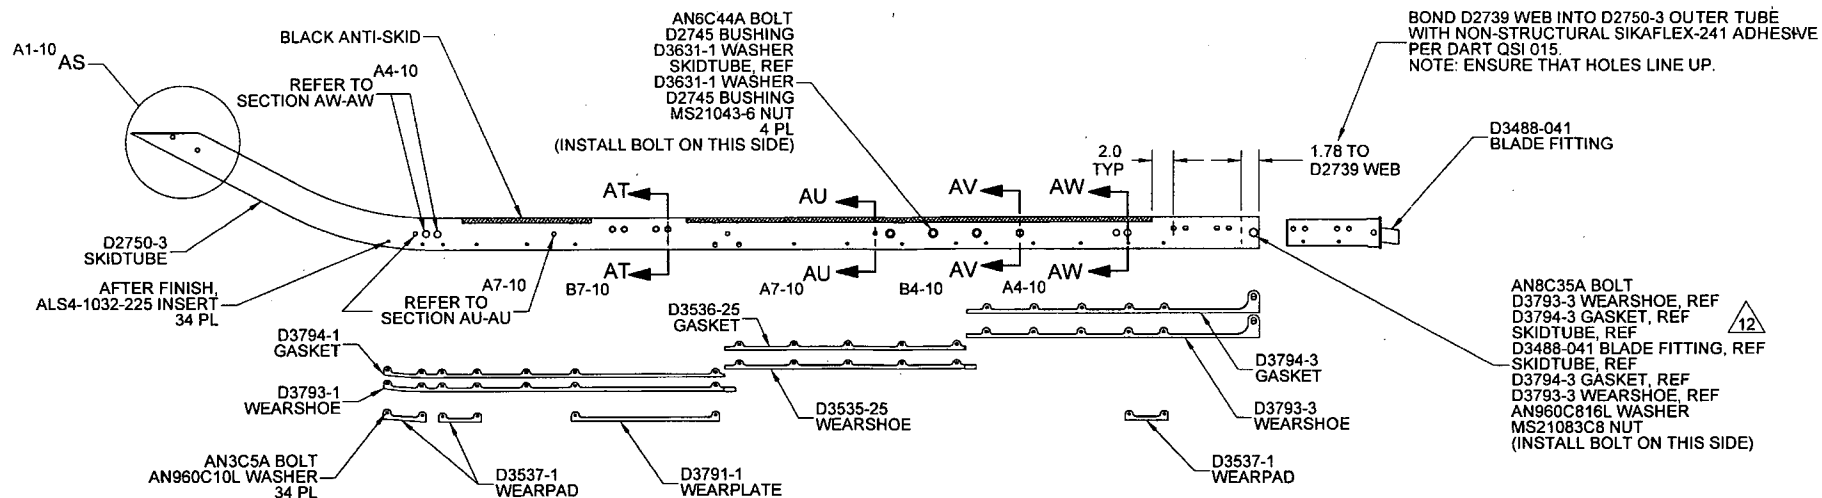 A1-10
AS
BLACK ANTI-SKID
REFER TO A4-10
SECTION AW-AW
AN6C44A BOLT
D2745 BUSHING
D3631-1 WASHER
SKIDTUBE, REF
D3631-1 WASHER
D2745 BUSHING
MS21043-6 NUT
4 PL
(INSTALL BOLT ON THIS SIDE)
BOND D2739 WEB INTO D2750-3 OUTER TUBE
WITH NON-STRUCTURAL SIKAFLEX-241 ADHESIVE
PER DART QSI 015.
NOTE: ENSURE THAT HOLES LINE UP.
2.0
TYP
1.78 TO
D2739 WEB
D3488-041
BLADE FITTING
AT
AU
AV
AW
D2750-3
SKIDTUBE
AT
AU
AV
AW
AFTER FINISH,
ALS4-1032-225 INSERT
34 PL
REFER TO
SECTION AU-AU
A7-10
B7-10
A7-10
B4-10
A4-10
D3794-1
GASKET
D3793-1
WEARSHOE
D3536-25
GASKET
D3535-25
WEARSHOE
D3794-3
GASKET
D3793-3
WEARSHOE
AN8C35A BOLT
D3793-3 WEARSHOE, REF
D3794-3 GASKET, REF
SKIDTUBE, REF
12
D3488-041 BLADE FITTING, REF
SKIDTUBE, REF
D3794-3 GASKET, REF
D3793-3 WEARSHOE, REF
AN960C816L WASHER
MS21083C8 NUT
(INSTALL BOLT ON THIS SIDE)
AN3C5A BOLT
AN960C10L WASHER
34 PL
D3537-1
WEARPAD
D3791-1
WEARPLATE
D3537-1
WEARPAD